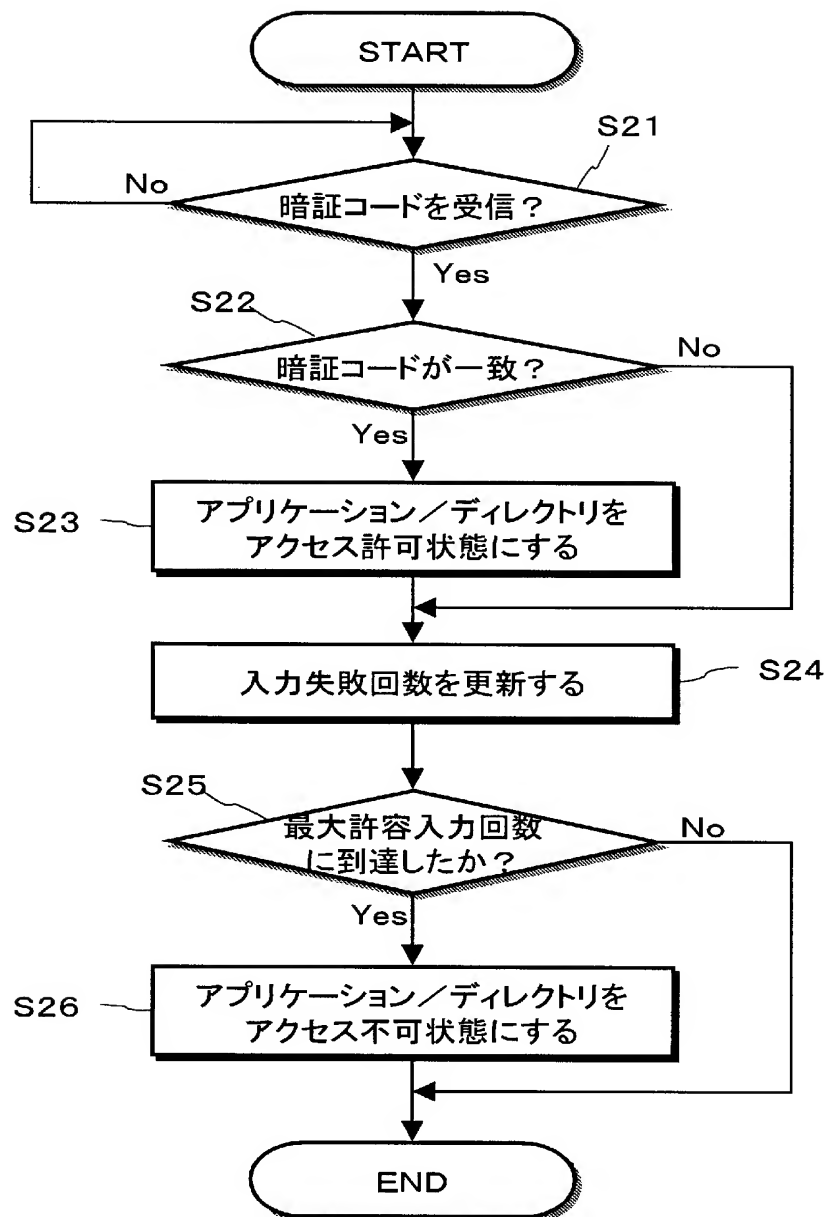 START
S21
No
暗証コードを受信？
Yes
S22
No
暗証コードが一致？
Yes
S23
アプリケーション／ディレクトリを
アクセス許可状態にする
入力失敗回数を更新する
S24
S25
最大許容入力回数
に到達したか？
No
Yes
S26
アプリケーション／ディレクトリを
アクセス不可状態にする
END